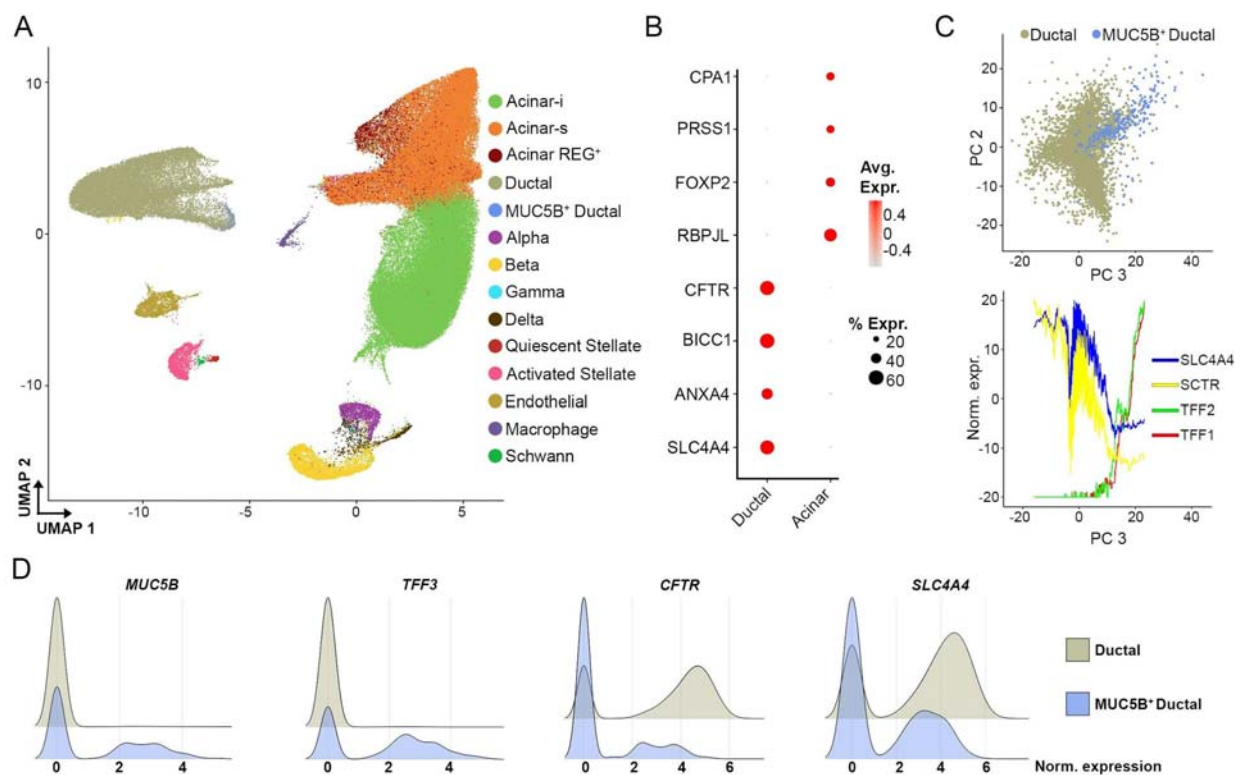 A
10
0
-10
UMAP 2
UMAP 1
-10
-5
0
5
Acinar-i
Acinar-s
Acinar REG⁺
Ductal
MUC5B⁺ Ductal
Alpha
Beta
Gamma
Delta
Quiescent Stellate
Activated Stellate
Endothelial
Macrophage
Schwann
B
CPA1
PRSS1
FOXP2
RBPJL
CFTR
BICC1
ANXA4
SLC4A4
Ductal
Acinar
Avg.
Expr.
0.4
0
-0.4
% Expr.
20
40
60
C
Ductal
MUC5B⁺ Ductal
PC 2
20
10
0
-10
-20
-20
0
20
40
PC 3
Norm. expr.
20
10
0
-10
-20
-20
0
20
40
PC 3
SLC4A4
SCTR
TFF2
TFF1
D
MUC5B
TFF3
CFTR
SLC4A4
0 2 4
0 2 4
0 2 4 6
0 2 4 6
Norm. expression
Ductal
MUC5B⁺ Ductal